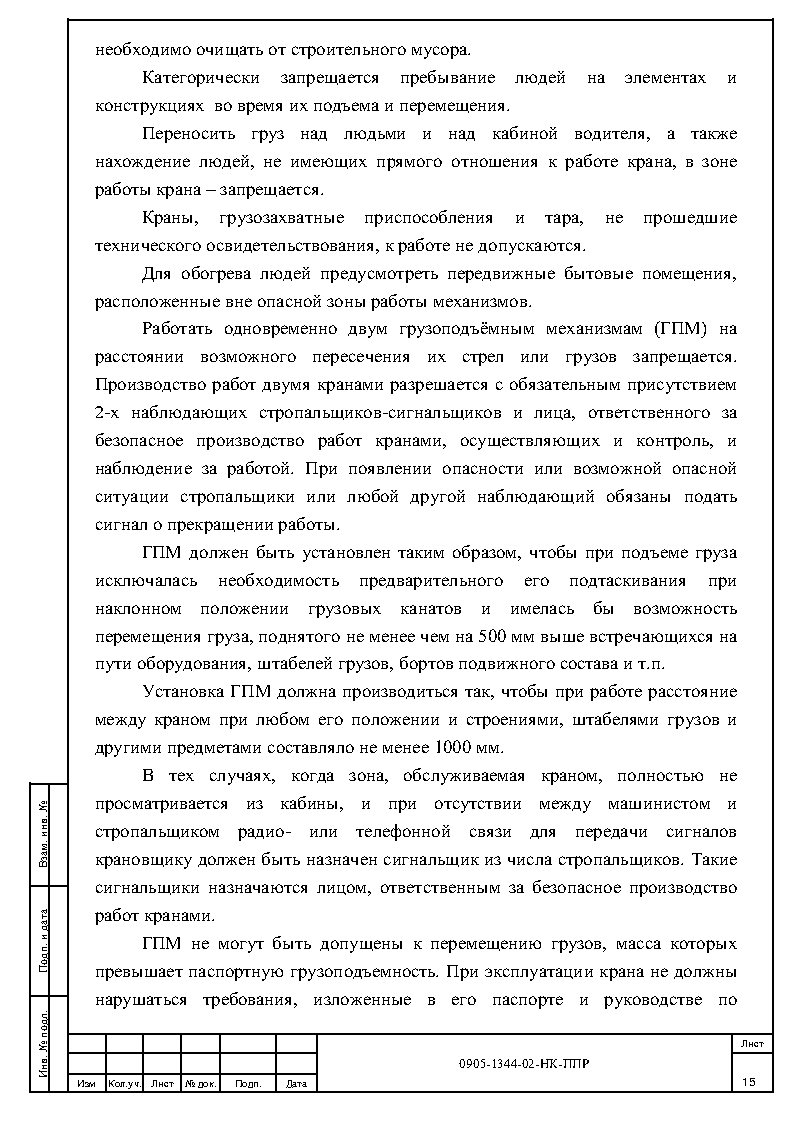 необходимо очищать от строительного мусора.
Категорически запрещается пребывание людей на элементах и
конструкциях во время их подъема и перемещения.
Переносить груз над людьми и над кабиной водителя, а также
нахождение людей, не имеющих прямого отношения к работе крана, в зоне
работы крана – запрещается.
Краны, грузозахватные приспособления и тара, не прошедшие
технического освидетельствования, к работе не допускаются.
Для обогрева людей предусмотреть передвижные бытовые помещения,
расположенные вне опасной зоны работы механизмов.
Работать одновременно двум грузоподъёмным механизмам (ГПМ) на
расстоянии возможного пересечения их стрел или грузов запрещается.
Производство работ двумя кранами разрешается с обязательным присутствием
2-х наблюдающих стропальщиков-сигнальщиков и лица, ответственного за
безопасное производство работ кранами, осуществляющих и контроль, и
наблюдение за работой. При появлении опасности или возможной опасной
ситуации стропальщики или любой другой наблюдающий обязаны подать
сигнал о прекращении работы.
ГПМ должен быть установлен таким образом, чтобы при подъеме груза
исключалась необходимость предварительного его подтаскивания при
наклонном положении грузовых канатов и имелась бы возможность
перемещения груза, поднятого не менее чем на 500 мм выше встречающихся на
пути оборудования, штабелей грузов, бортов подвижного состава и т.п.
Установка ГПМ должна производиться так, чтобы при работе расстояние
между краном при любом его положении и строениями, штабелями грузов и
другими предметами составляло не менее 1000 мм.
В тех случаях, когда зона, обслуживаемая краном, полностью не
просматривается из кабины, и при отсутствии между машинистом и
стропальщиком радио- или телефонной связи для передачи сигналов
крановщику должен быть назначен сигнальщик из числа стропальщиков. Такие
сигнальщики назначаются лицом, ответственным за безопасное производство
работ кранами.
ГПМ не могут быть допущены к перемещению грузов, масса которых
превышает паспортную грузоподъемность. При эксплуатации крана не должны
нарушаться требования, изложенные в его паспорте и руководстве по
Взам. инв. №
Подп. и дата
Инв. № подл.
Изм Кол.уч. Лист № док. Подп. Дата
0905-1344-02-НК-ППР
Лист
15